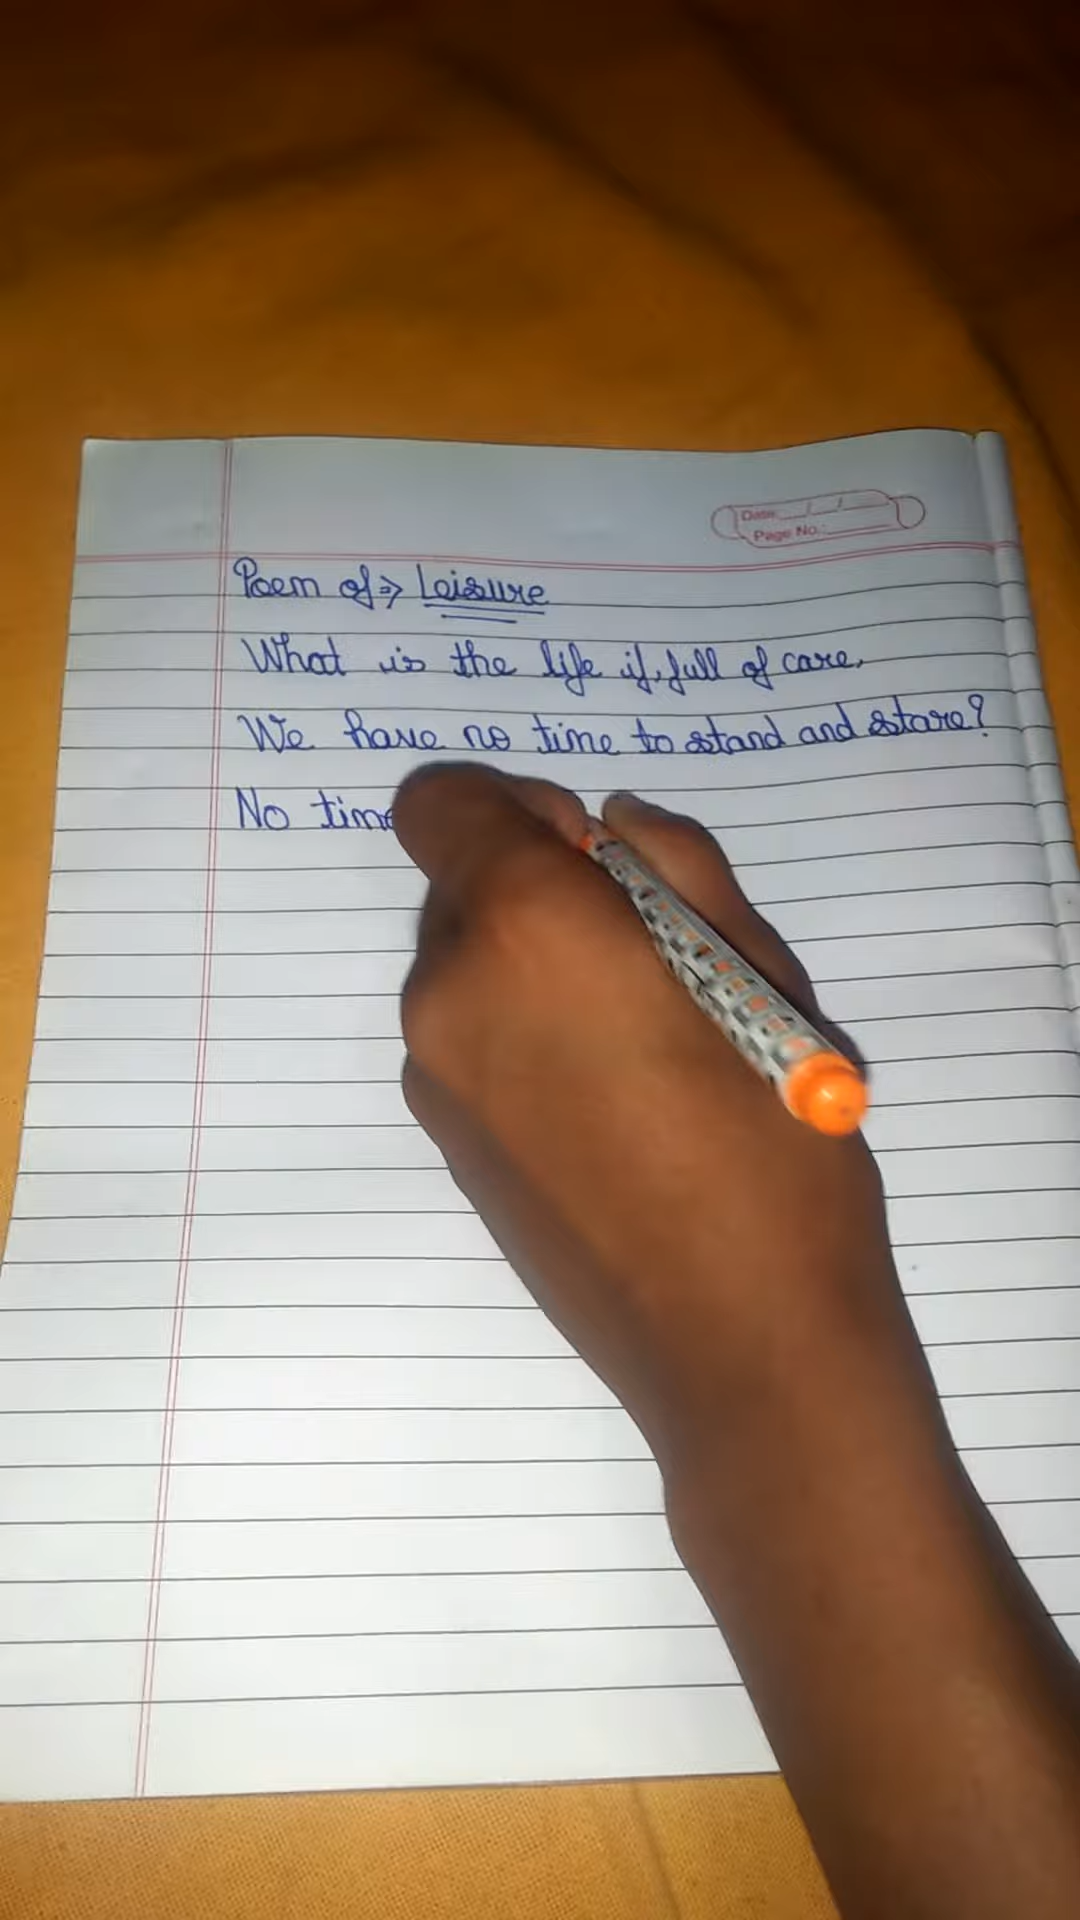 Date: / /
Page No.:
Poem of⇒ Leisure
What is the life if, full of care,
We have no time to stand and stare?
No time